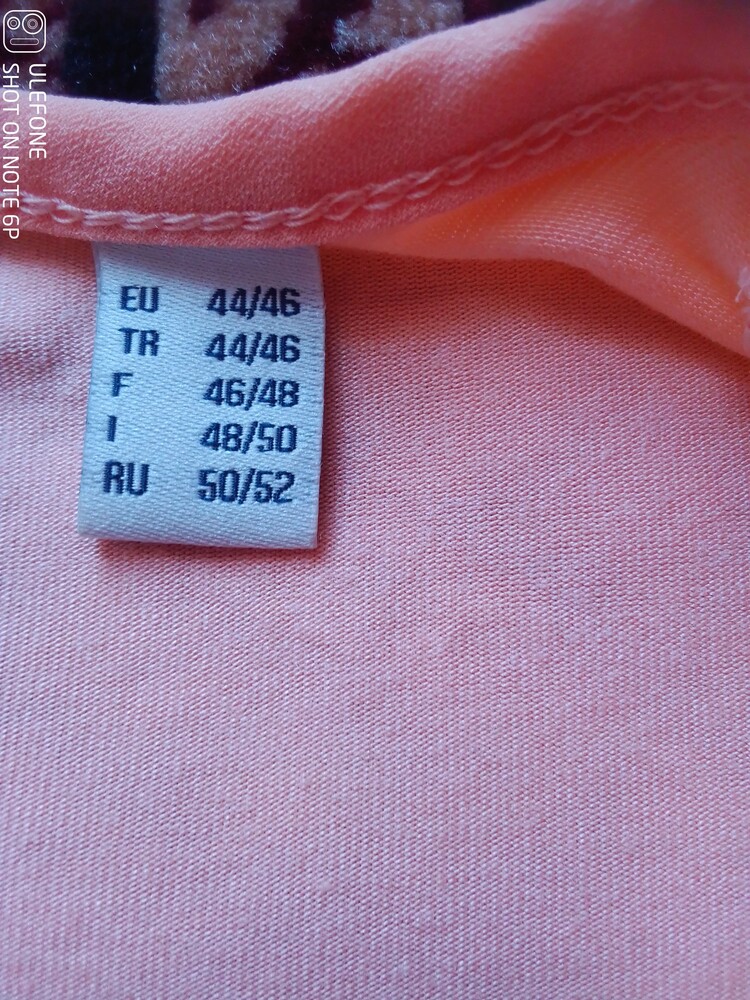 EU 44/46
TR 44/46
F 46/48
I 48/50
RU 50/52
ULEFONE
SHOT ON NOTE 6P